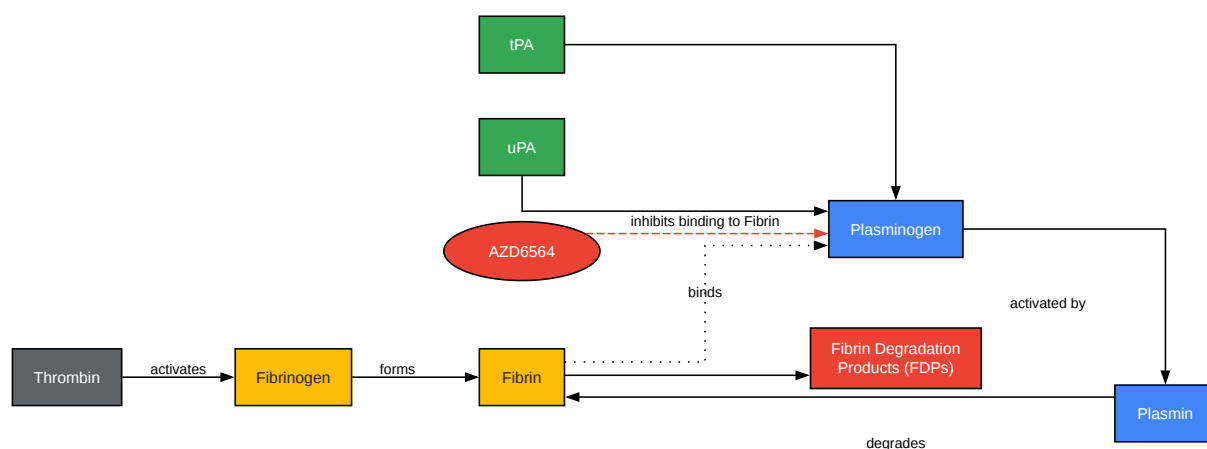 tPA
uPA
inhibits binding to Fibrin
Plasminogen
AZD6564
binds
activated by
Thrombin
activates
Fibrinogen
forms
Fibrin
Fibrin Degradation
Products (FDPs)
Plasmin
degrades